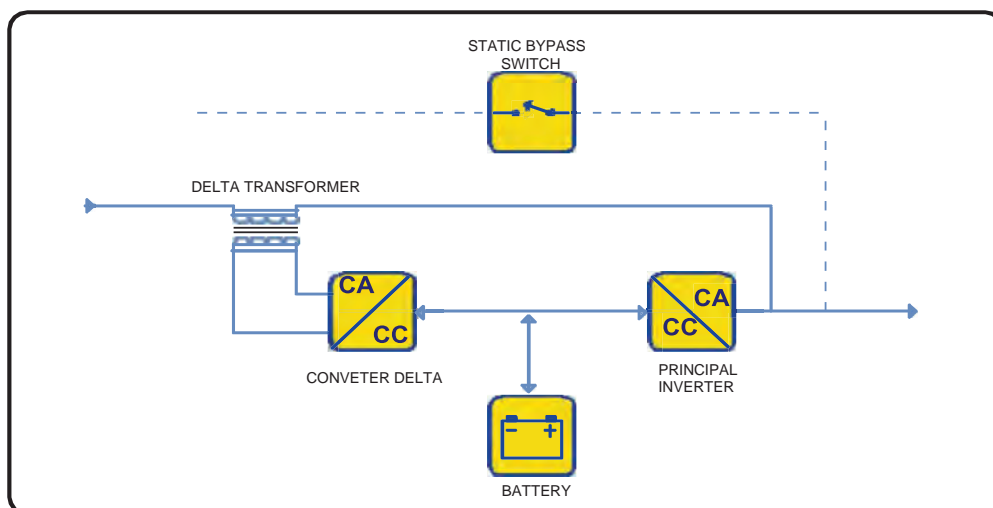 STATIC BYPASS
SWITCH
DELTA TRANSFORMER
CA
CC
CONVETER DELTA
CA
CC
PRINCIPAL
INVERTER
- +
BATTERY